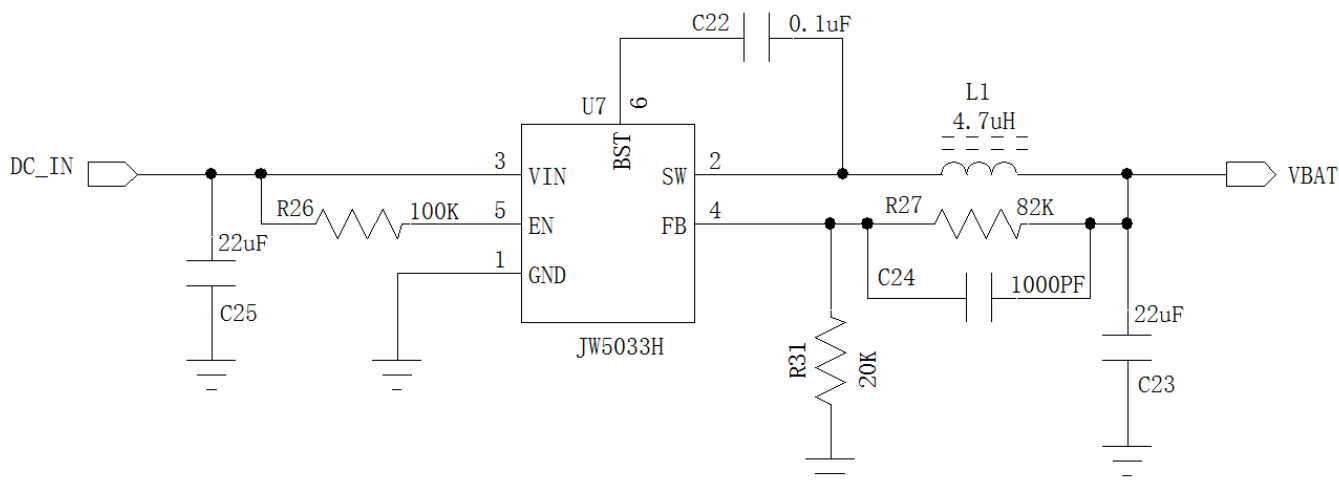 C22
0.1uF
U7
6
BST
L1
4.7uH
DC_IN
3
VIN
SW
2
VBAT
R26
100K
5
EN
FB
4
R27
82K
22uF
1
GND
C24
1000PF
C25
22uF
JW5033H
R31
20K
C23